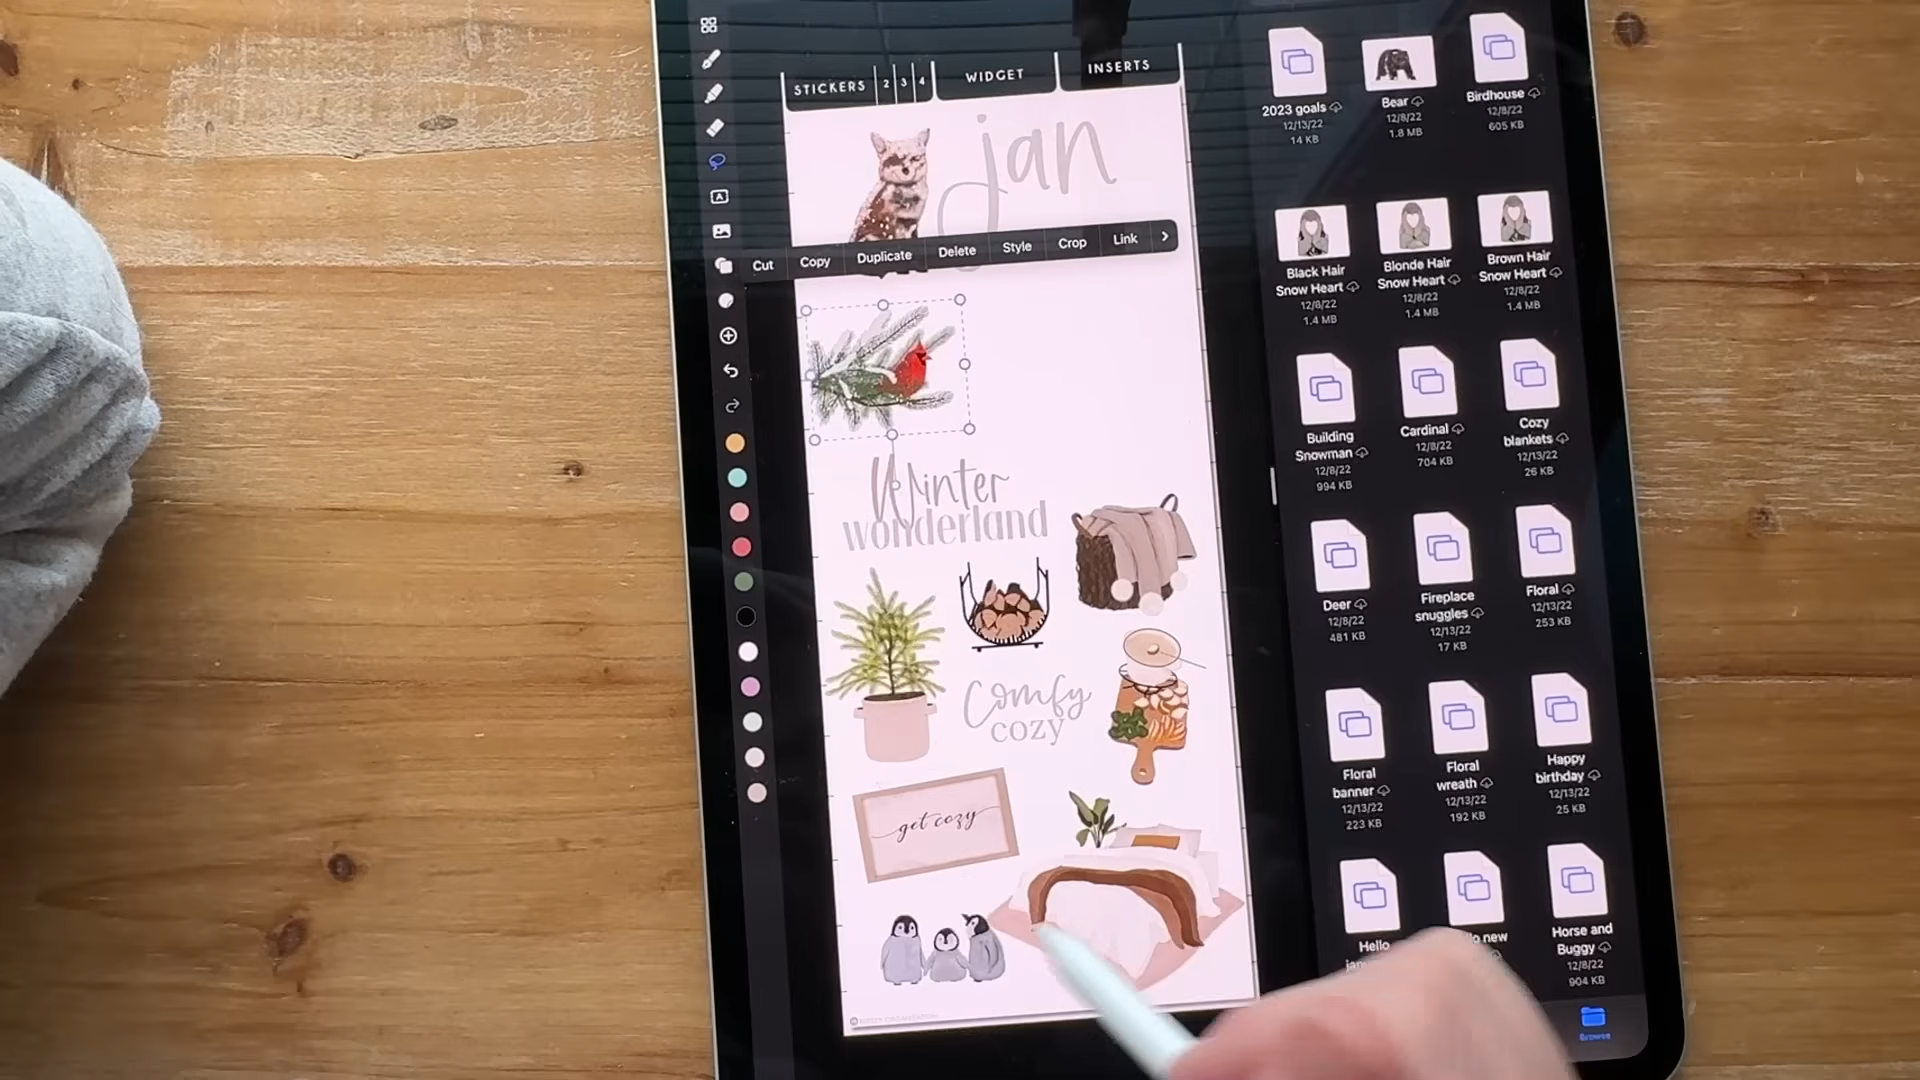 STICKERS 2 3 4 WIDGET INSERTS
jan
Cut Copy Duplicate Delete Style Crop Link
Winter
wonderland
Comfy
cozy
get cozy
2023 goals
12/13/22
14 KB
Bear
12/8/22
1.8 MB
Birdhouse
12/8/22
605 KB
Black Hair
Snow Heart
12/8/22
1.4 MB
Blonde Hair
Snow Heart
12/8/22
1.4 MB
Brown Hair
Snow Heart
12/8/22
1.4 MB
Building
Snowman
12/8/22
994 KB
Cardinal
12/8/22
704 KB
Cozy
blankets
12/13/22
26 KB
Deer
12/8/22
481 KB
Fireplace
snuggles
12/13/22
17 KB
Floral
12/13/22
253 KB
Floral
banner
12/13/22
223 KB
Floral
wreath
12/13/22
192 KB
Happy
birthday
12/13/22
25 KB
Hello
new
Horse and
Buggy
12/8/22
904 KB
Browse